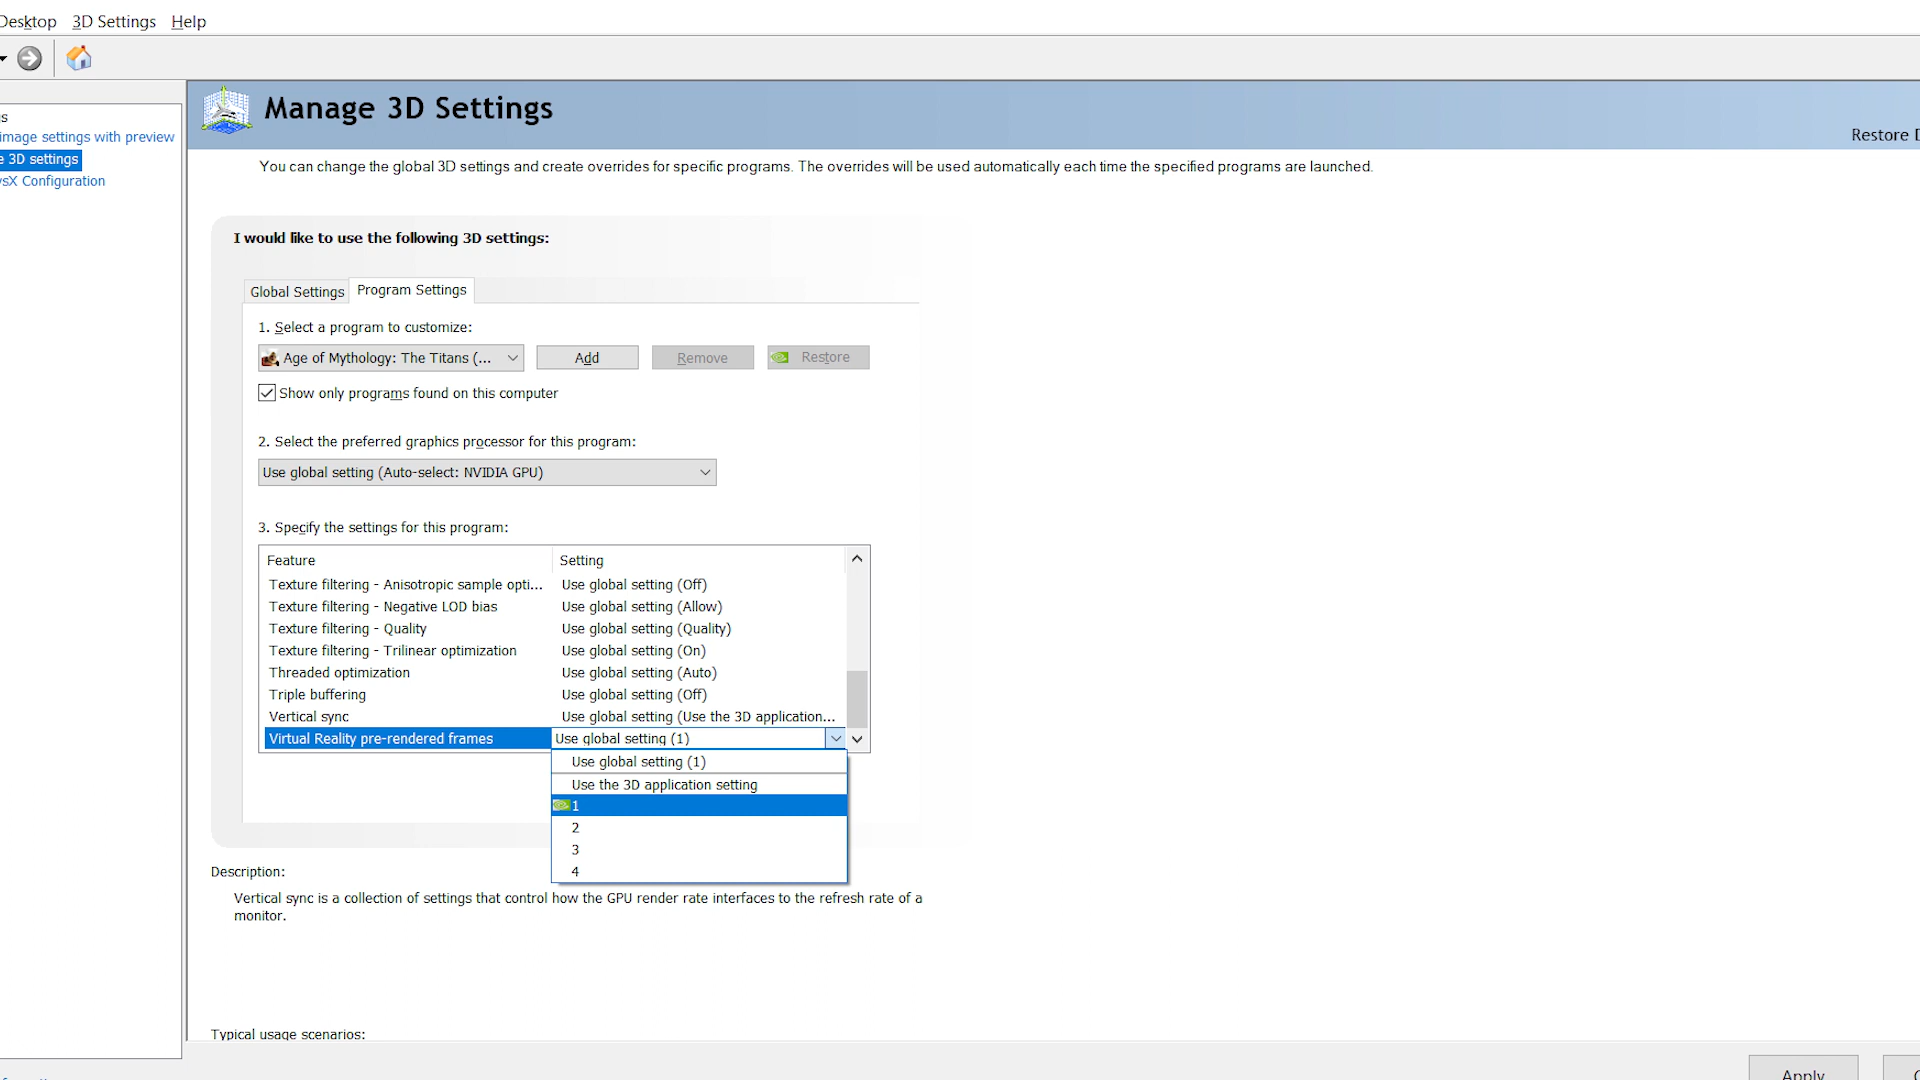 Desktop 3D Settings Help
Manage 3D Settings
Restore
image settings with preview
3D settings
Configuration
You can change the global 3D settings and create overrides for specific programs. The overrides will be used automatically each time the specified programs are launched.
I would like to use the following 3D settings:
Global Settings Program Settings
1. Select a program to customize:
Age of Mythology: The Titans (... Add Remove Restore
Show only programs found on this computer
2. Select the preferred graphics processor for this program:
Use global setting (Auto-select: NVIDIA GPU)
3. Specify the settings for this program:
Feature Setting
Texture filtering - Anisotropic sample opti... Use global setting (Off)
Texture filtering - Negative LOD bias Use global setting (Allow)
Texture filtering - Quality Use global setting (Quality)
Texture filtering - Trilinear optimization Use global setting (On)
Threaded optimization Use global setting (Auto)
Triple buffering Use global setting (Off)
Vertical sync Use global setting (Use the 3D application...
Virtual Reality pre-rendered frames Use global setting (1)
Use global setting (1)
Use the 3D application setting
1
2
3
4
Description:
Vertical sync is a collection of settings that control how the GPU render rate interfaces to the refresh rate of a
monitor.
Typical usage scenarios:
Apply